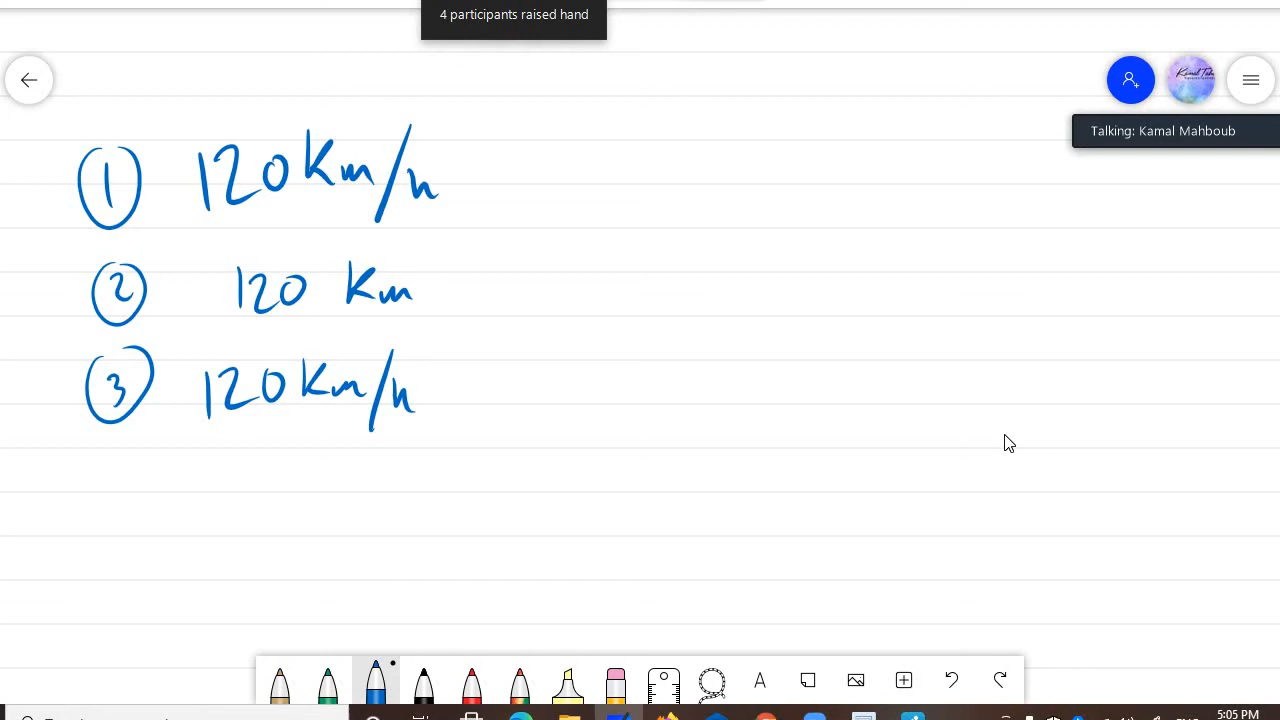 4 participants raised hand
Talking: Kamal Mahboub
① 120 Km/h
② 120 Km
③ 120 Km/h
A
5:05 PM